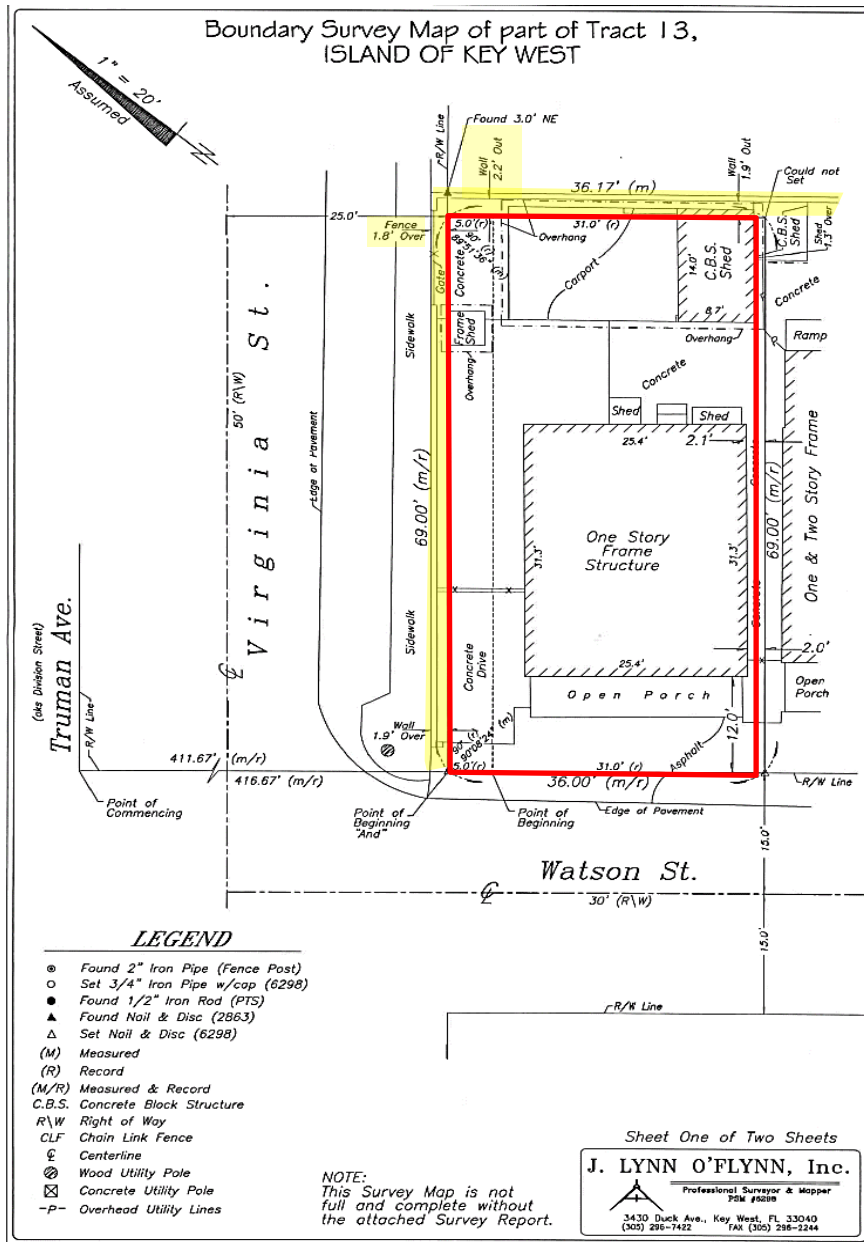 Boundary Survey Map of part of Tract 13,
ISLAND OF KEY WEST
1" = 20'
Assumed
N
R/W Line
Found 3.0' NE
Wall
2.2' Out
Wall
1.9' Out
Could not
Set
36.17' (m)
25.0'
Fence
1.8' Over
5.0'(r)
90° (r)
89°51'36" (m)
31.0' (r)
Overhang
C.B.S.
Shed
Shed
1.3' Over
Gate
Concrete
Carport
14.0'
C.B.S.
Shed
8.7'
P
Concrete
Sidewalk
Frame
Shed
Overhang
Overhang
P
Ramp
Virginia St.
50' (R\W)
Edge of Pavement
Concrete
Shed
Shed
25.4'
2.1'
69.00' (m/r)
31.3'
One Story
Frame
Structure
31.3'
Concrete
69.00' (m/r)
One & Two Story Frame
Concrete
Truman Ave.
(aka Division Street)
R/W Line
Sidewalk
Concrete
Drive
25.4'
2.0'
Open Porch
Open
Porch
12.0'
Wall
1.9' Over
90° (r)
90°08'24" (m)
5.0'(r)
31.0' (r)
Asphalt
411.67' (m/r)
416.67' (m/r)
36.00' (m/r)
R/W Line
Point of
Commencing
Point of
Beginning
"And"
Point of
Beginning
Edge of Pavement
15.0'
Watson St.
30' (R\W)
15.0'
R/W Line
LEGEND
Found 2" Iron Pipe (Fence Post)
Set 3/4" Iron Pipe w/cap (6298)
Found 1/2" Iron Rod (PTS)
Found Nail & Disc (2863)
Set Nail & Disc (6298)
(M) Measured
(R) Record
(M/R) Measured & Record
C.B.S. Concrete Block Structure
R\W Right of Way
CLF Chain Link Fence
℄ Centerline
Wood Utility Pole
Concrete Utility Pole
-P- Overhead Utility Lines
NOTE:
This Survey Map is not
full and complete without
the attached Survey Report.
Sheet One of Two Sheets
J. LYNN O'FLYNN, Inc.
Professional Surveyor & Mapper
PSM #6298
3430 Duck Ave., Key West, FL 33040
(305) 296-7422 FAX (305) 296-2244